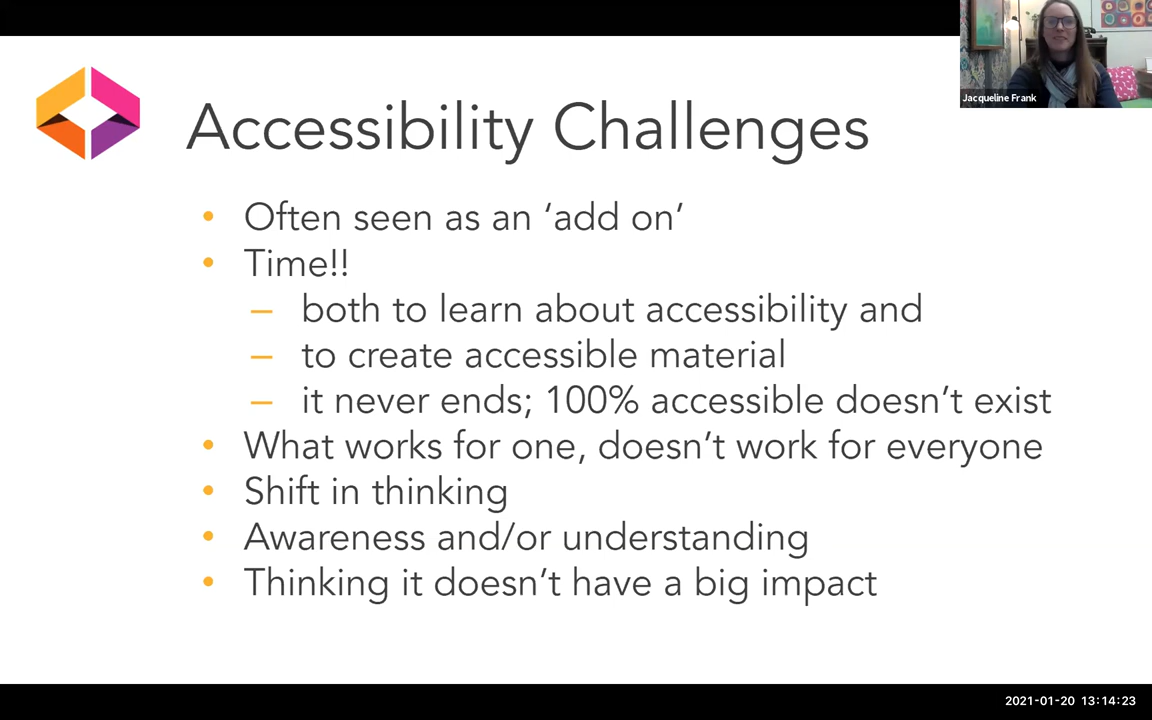 Jacqueline Frank
Accessibility Challenges
• Often seen as an ‘add on’
• Time!!
– both to learn about accessibility and
– to create accessible material
– it never ends; 100% accessible doesn’t exist
• What works for one, doesn’t work for everyone
• Shift in thinking
• Awareness and/or understanding
• Thinking it doesn’t have a big impact
2021-01-20 13:14:23